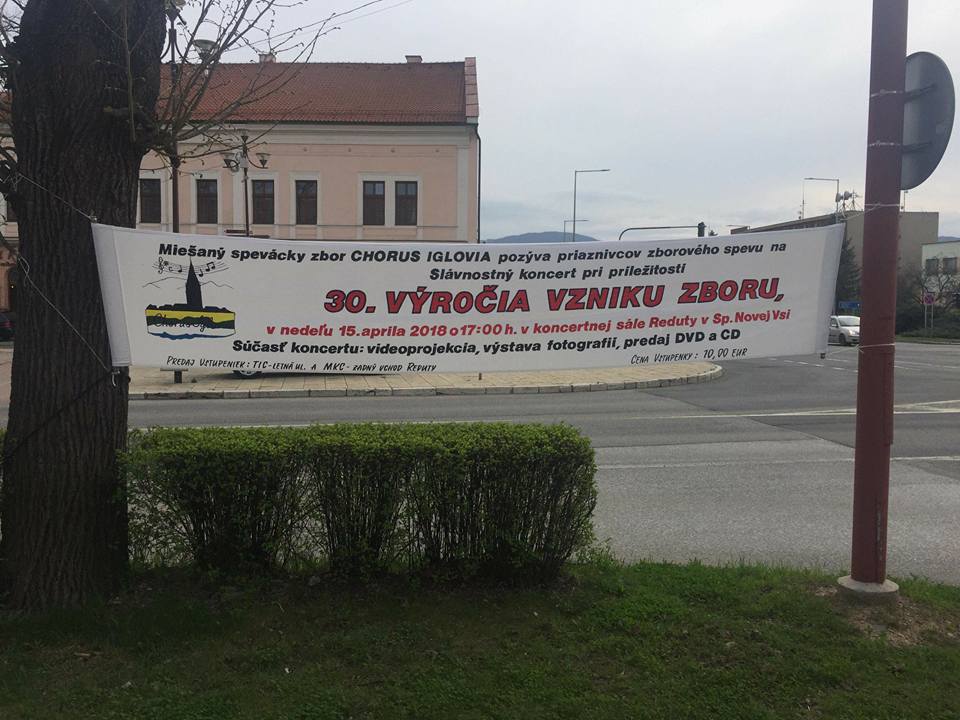 Miešaný spevácky zbor CHORUS IGLOVIA pozýva priaznivcov zborového spevu na
Slávnostný koncert pri príležitosti
30. VÝROČIA VZNIKU ZBORU,
v nedeľu 15.apríla 2018 o 17:00 h. v koncertnej sále Reduty v Sp. Novej Vsi
Súčasť koncertu: videoprojekcia, výstava fotografií, predaj DVD a CD
PREDAJ VSTUPENIEK : TIC-LETNÁ UL. A MKC- ZADNÝ VCHOD REDUTY
CENA VSTUPENKY : 10,00 EUR